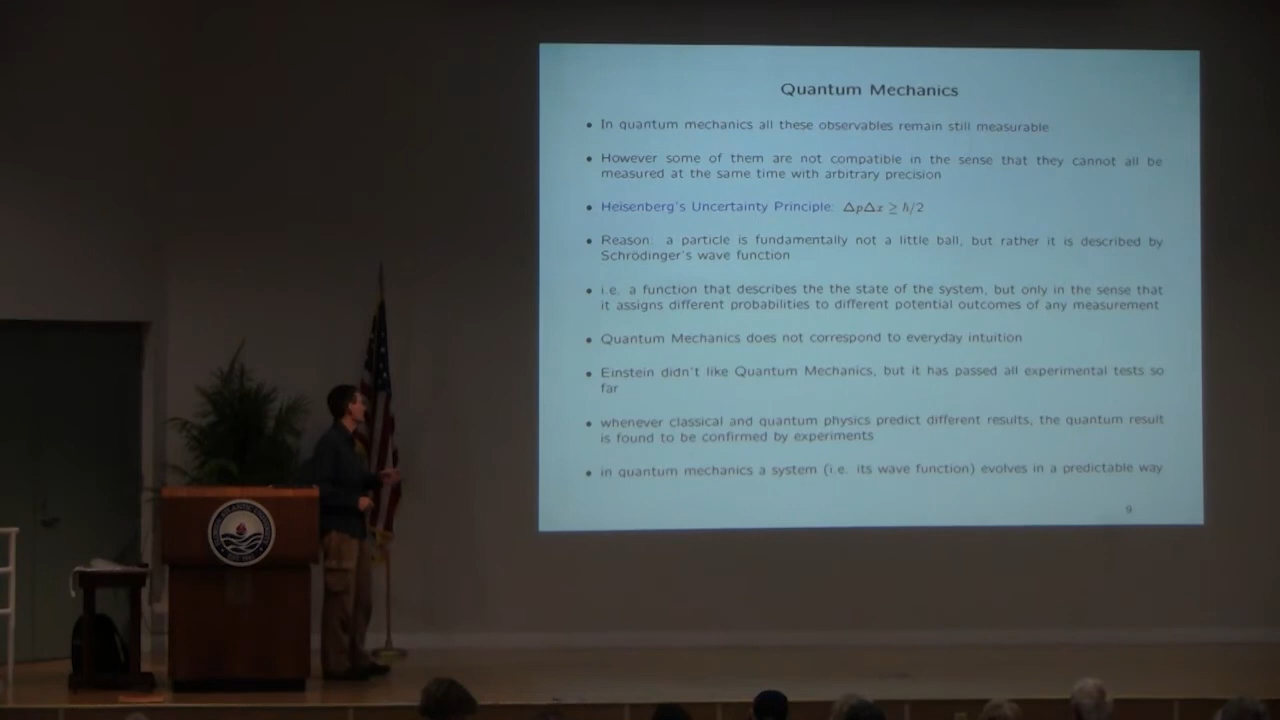 Quantum Mechanics
• In quantum mechanics all these observables remain still measurable
• However some of them are not compatible in the sense that they cannot all be
measured at the same time with arbitrary precision
• Heisenberg's Uncertainty Principle: ΔpΔx ≥ ℏ/2
• Reason: a particle is fundamentally not a little ball, but rather it is described by
Schrödinger's wave function
• i.e. a function that describes the the state of the system, but only in the sense that
it assigns different probabilities to different potential outcomes of any measurement
• Quantum Mechanics does not correspond to everyday intuition
• Einstein didn't like Quantum Mechanics, but it has passed all experimental tests so
far
• whenever classical and quantum physics predict different results, the quantum result
is found to be confirmed by experiments
• in quantum mechanics a system (i.e. its wave function) evolves in a predictable way
9